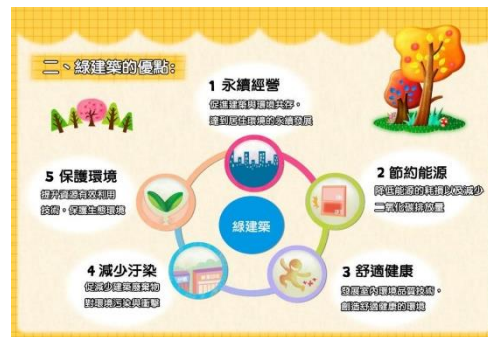 二、綠建築的優點:
1 永續經營
促進建築與環境共存，
達到居住環境的永續發展
2 節約能源
降低能源的耗損以及減少
二氧化碳排放量
3 舒適健康
發展室內環境品質技術，
創造舒適健康的環境
4 減少汙染
促減少建築廢棄物
對環境污染與衝擊
5 保護環境
提升資源有效利用
技術，保護生態環境
綠建築